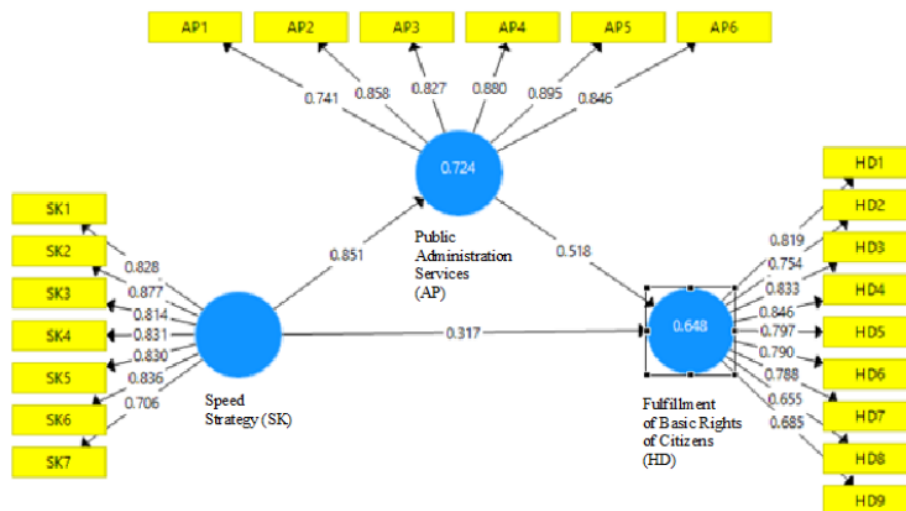 AP1 AP2 AP3 AP4 AP5 AP6
0.741 0.858 0.827 0.880 0.895 0.846
0.724
Public
Administration
Services
(AP)
SK1
SK2
SK3
SK4
SK5
SK6
SK7
0.828
0.877
0.814
0.831
0.830
0.836
0.706
0.851
0.518
0.317
Speed
Strategy (SK)
0.648
Fulfillment
of Basic Rights
of Citizens
(HD)
0.819
0.754
0.833
0.846
0.797
0.790
0.788
0.655
0.685
HD1
HD2
HD3
HD4
HD5
HD6
HD7
HD8
HD9